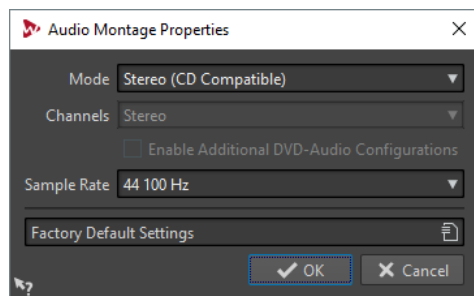 Audio Montage Properties
Mode Stereo (CD Compatible)
Channels Stereo
Enable Additional DVD-Audio Configurations
Sample Rate 44 100 Hz
Factory Default Settings
OK Cancel
?